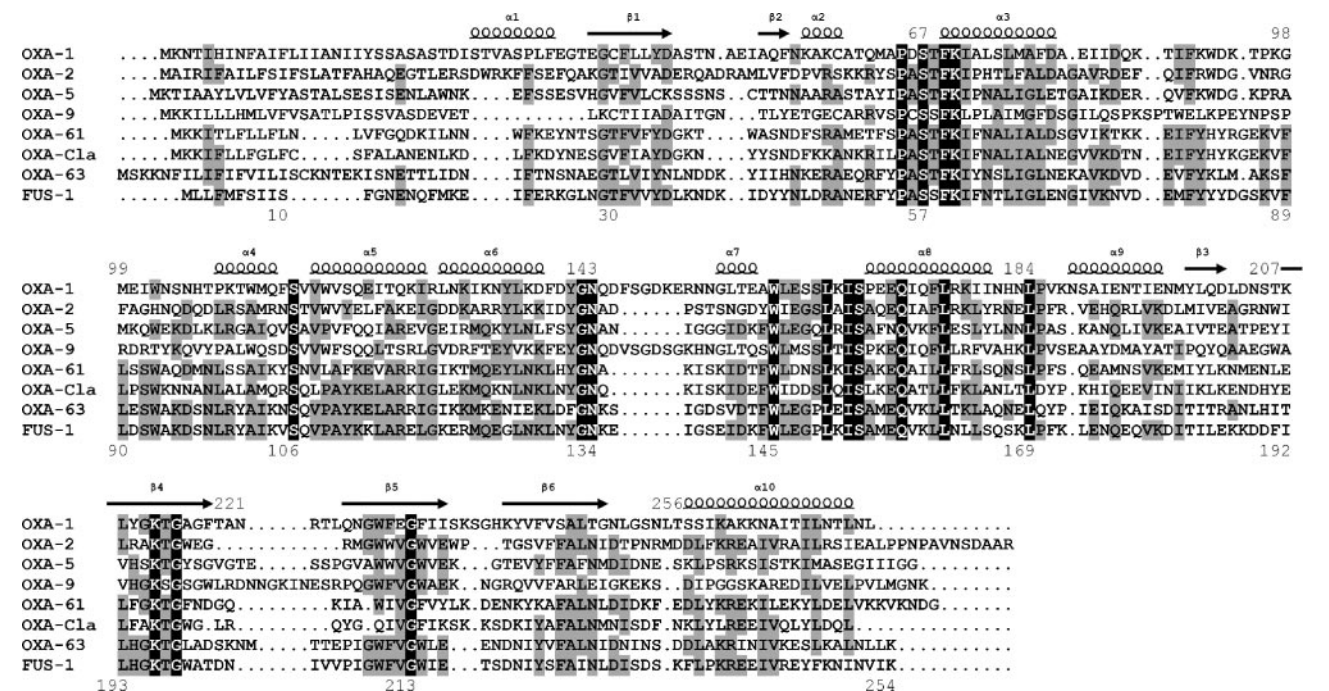 α1 β1 β2 α2 α3
67 98
OXA-1 ....MKNTIHINFAIFLIIANIIYSSASASTDISTVASPLFEGTEGCFLLYDASTN.AEIAQFNKAKCATQMAPDSTFKIALSLMAFDA.EIIDQK..TIFKWDK.TPKG
OXA-2 ....MAIRIFAILFSIFSLATFAHAQEGTLERSDWRKFFSEFQAKGTIVVADERQADRAMLVFDPVRSKKRYSPASTFKIPHTLFALDAGAVRDEF..QIFRWDG.VNRG
OXA-5 ...MKTIAAYLVLVFYASTALSESISENLAWNK....EFSSESVHGVFVLCKSSSNS..CTTNNAARASTAYIPASTFKIPNALIGLETGAIKDER..QVFKWDG.KPRA
OXA-9 .....MKKILLLHMLVFVSATLPISSVASDEVET........LKCTIIADAITGN..TLYETGECARRVSPCSSFKLPLAIMGFDSGILQSPKSPTWELKPEYNPSP
OXA-61 .....MKKITLFLLFLN.....LVFGQDKILNN....WFKEYNTSGTFVFYDGKT...WASNDFSRAMETFSPASTFKIFNALIALDSGVIKTKK..EIFYHYRGEKVF
OXA-Cla .....MKKIFLLFGLFC.....SFALANENLKD....LFKDYNESGVFIAYDGKN...YYSNDFKKANKRILPASTFKIFNALIALNEGVVKDTN..EIFYHYKGEKVF
OXA-63 MSKKNFILIFIFVILISCKNTEKISNETTLIDN....IFTNSNAEGTLVIYNLNDDK.YIIHNKERAEQRFYPASTFKIYNSLIGLNEKAVKDVD..EVFYKLM.AKSF
FUS-1 ......MLLFMFSIIS.....FGNENQFMKE....IFERKGLNGTFVVYDLKNDK..IDYYNLDRANERFYPASSFKIFNTLIGLENGIVKNVD..EMFYYYDGSKVF
10 30 57 89
α4 α5 α6 α7 α8 α9 β3
99 143 184 207
OXA-1 MEIWNSNHTPKTWMQFSVVWVSQEITQKIRLNKIKNYLKDFDYGNQDFSGDKERNNGLTEAWLESSLKISPEEQIQFLRKIINHNLPVKNSAIENTIENMYLQDLDNSTK
OXA-2 FAGHNQDQDLRSAMRNSTVWVYELFAKEIGDDKARRYLKKIDYGNAD......PSTSNGDYWIEGSLAISAQEQIAFLRKLYRNELPFR.VEHQRLVKDLMIVEAGRNWI
OXA-5 MKQWEKDLKLRGAIQVSAVPVFQQIAREVGEIRMQKYLNLFSYGNAN......IGGGIDKFWLEGQLRISAFNQVKFLESLYLNNLPAS.KANQLIVKEAIVTEATPEYI
OXA-9 RDRTYKQVYPALWQSDSVVWFSQQLTSRLGVDRFTEYVKKFEYGNQDVSGDSGKHNGLTQSWLMSSLTISPKEQIQFLLRFVAHKLPVSEAAYDMAYATIPQYQAAEGWA
OXA-61 LSSWAQDMNLSSAIKYSNVLAFKEVARRIGIKTMQEYLNKLHYGNA.......KISKIDTFWLDNSLKISAKEQAILLFRLSQNSLPFS.QEAMNSVKEMIYLKNMENLE
OXA-Cla LPSWKNNANLALAMQRSQLPAYKELARKIGLEKMQKNLNKLNYGNQ.......KISKIDEFWIDDSLQISLKEQATLLFKLANLTLDYP.KHIQEEVINIIKLKENDHYE
OXA-63 LESWAKDSNLRYAIKNSQVPAYKELARRIGIKKMKENIEKLDFGNKS......IGDSVDTFWLEGPLEISAMEQVKLLTKLAQNELQYP.IEIQKAISDITITRANLHIT
FUS-1 LDSWAKDSNLRYAIKVSQVPAYKKLARELGKERMQEGLNKLNYGNKE......IGSEIDKFWLEGPLKISAMEQVKLLNLLSQSKLPFK.LENQEQVKDITILEKKDDFI
90 106 134 145 169 192
β4 β5 β6 α10
221 256
OXA-1 LYGKTGAGFTAN......RTLQNGWFEGFIISKSGHKYVFVSALTGNLGSNLTSSIKAKKNAITILNTLNL.............
OXA-2 LRAKTGWEG.........RMGWWVGWVEWP...TGSVFFALNIDTPNRMDDLFKREAIVRAILRSIEALPPNPAVNSDAAR
OXA-5 VHSKTGYSGVGTE.....SSPGVAWWVGWVEK...GTEVYFFAFNMDIDNE.SKLPSRKSISTKIMASEGIIIGG.........
OXA-9 VHGKSGSGWLRDNNGKINESRPQGWFVGWAEK...NGRQVVFARLEIGKEKS..DIPGGSKAREDILVELPVLMGNK.......
OXA-61 LFGKTGFNDGQ.........KIA.WIVGFVYLK.DENKYKAFALNLDIDKF.EDLYKREKILEKYLDELVKKVKNDG.......
OXA-Cla LFAKTGWG.LR.........QYG.QIVGFIKSK.KSDKIYAFALNMNISDF.NKLYLREEIVQLYLDQL...............
OXA-63 LHGKTGLADSKNM.......TTEPIGWFVGWLE..ENDNIYVFALNIDNINS.DDLAKRINIVKESLKALNLLK..........
FUS-1 LHGKTGWATDN.........IVVPIGWFVGWIE..TSDNIYSFAINLDISDS.KFLPKREEIVREYFKNINVIK..........
193 213 254